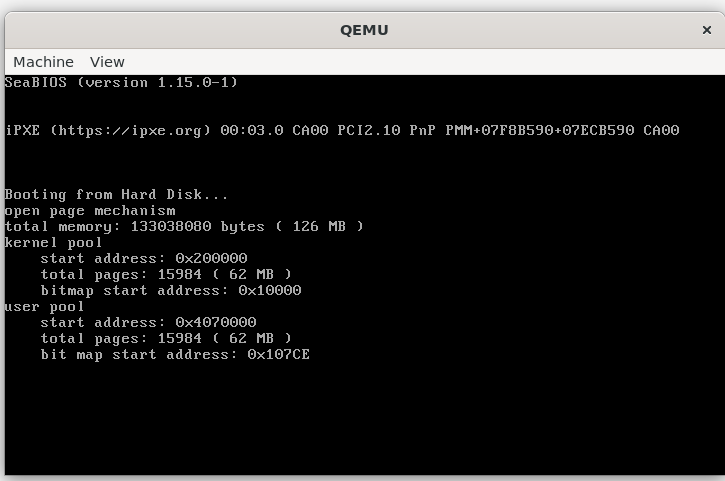 QEMU
×
Machine View
SeaBIOS (version 1.15.0-1)
iPXE (https://ipxe.org) 00:03.0 CA00 PCI2.10 PnP PMM+07F8B590+07ECB590 CA00
Booting from Hard Disk...
open page mechanism
total memory: 133038080 bytes ( 126 MB )
kernel pool
    start address: 0x200000
    total pages: 15984 ( 62 MB )
    bitmap start address: 0x10000
user pool
    start address: 0x4070000
    total pages: 15984 ( 62 MB )
    bit map start address: 0x107CE